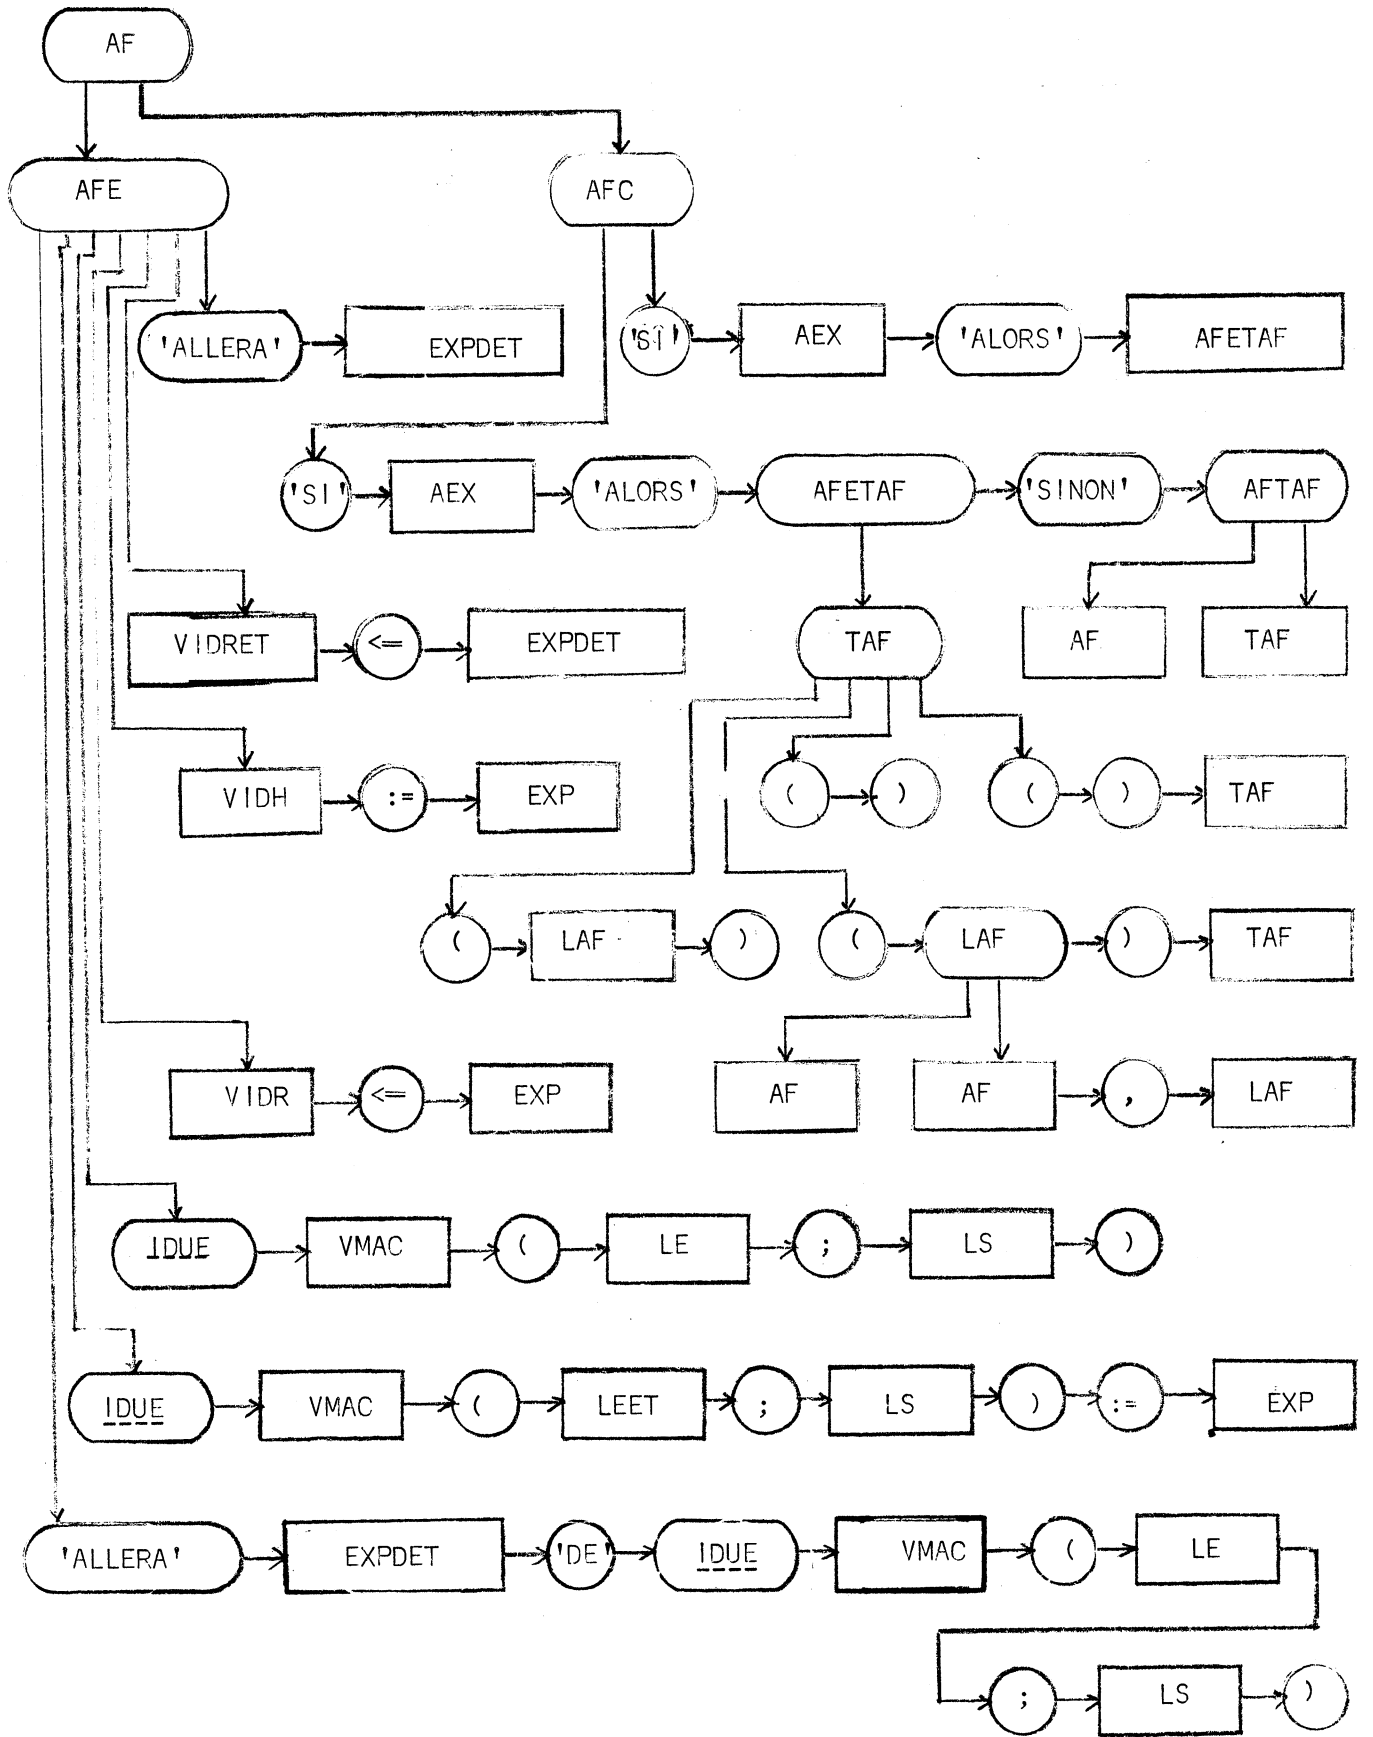 AF
AFE AFC
'ALLERA' EXPDET 'SI' AEX 'ALORS' AFETAF
'SI' AEX 'ALORS' AFETAF 'SINON' AFTAF
VIDRET <= EXPDET TAF AF TAF
VIDH := EXP ( ) ( ) TAF
( LAF ) ( LAF ) TAF
VIDR <= EXP AF AF , LAF
IDUE VMAC ( LE ; LS )
IDUE VMAC ( LEET ; LS ) := EXP
'ALLERA' EXPDET 'DE' IDUE VMAC ( LE
; LS )